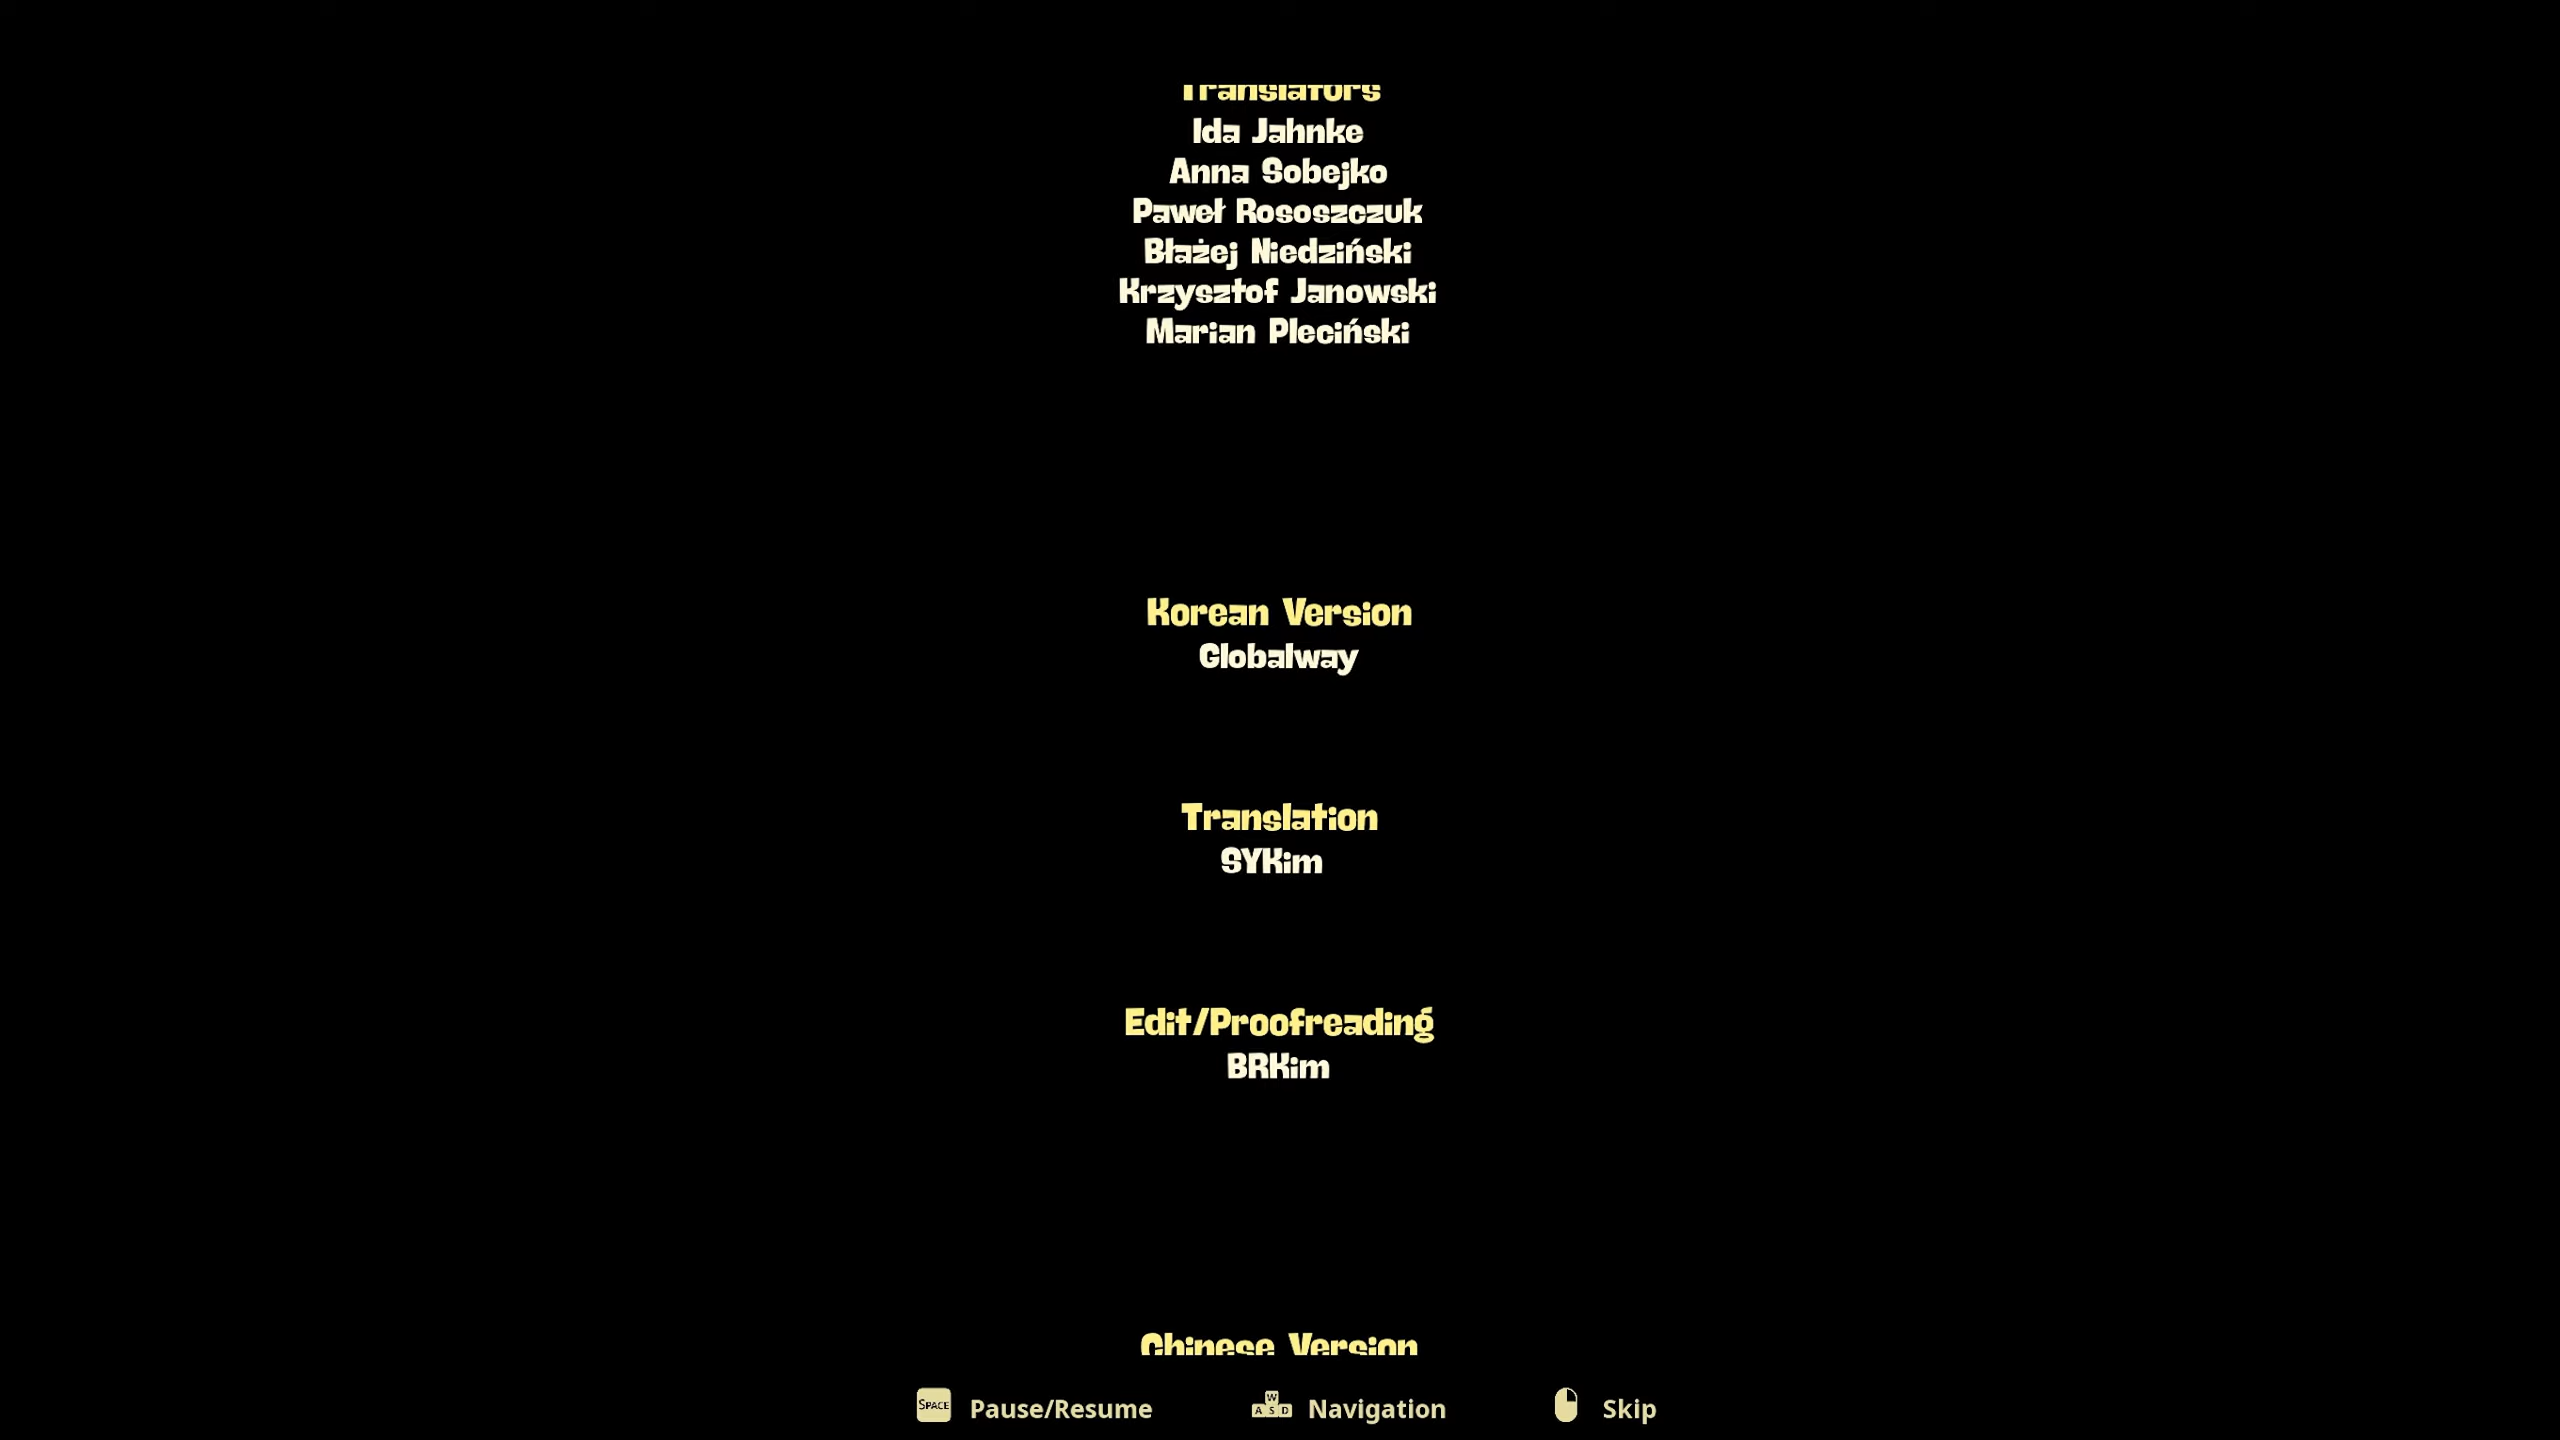 Translators
Ida Jahnke
Anna Sobejko
Paweł Rososzczuk
Błażej Niedziński
Krzysztof Janowski
Marian Pleciński
Korean Version
Globalway
Translation
SYKim
Edit/Proofreading
BRKim
Chinese Version
SPACE Pause/Resume W A S D Navigation Skip